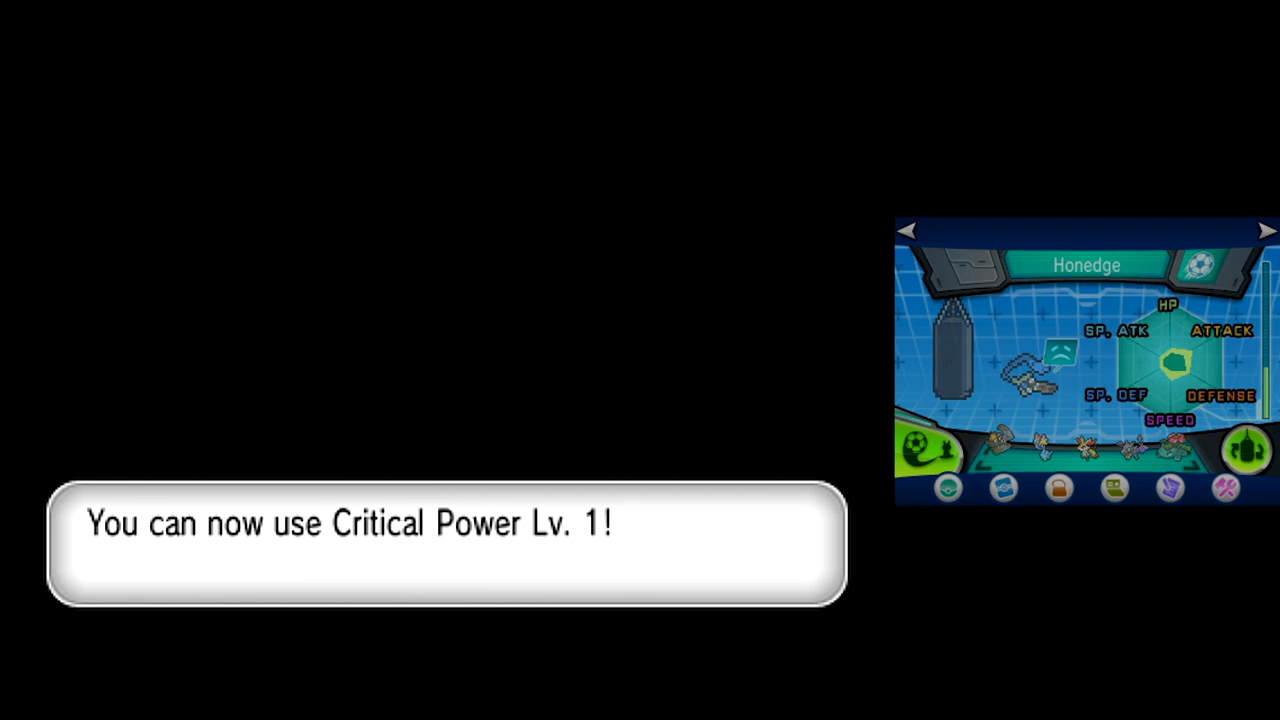 Honedge
HP
SP. ATK
ATTACK
SP. DEF
DEFENSE
SPEED
You can now use Critical Power Lv. 1!